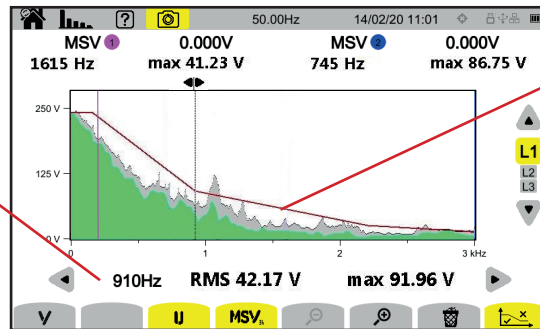 ? 50.00Hz 14/02/20 11:01
MSV 1 0.000V MSV 2 0.000V
1615 Hz max 41.23 V 745 Hz max 86.75 V
250 V
125 V
0 V
0 1 2 3 kHz
L1
L2
L3
910Hz RMS 42.17 V max 91.96 V
V U MSV